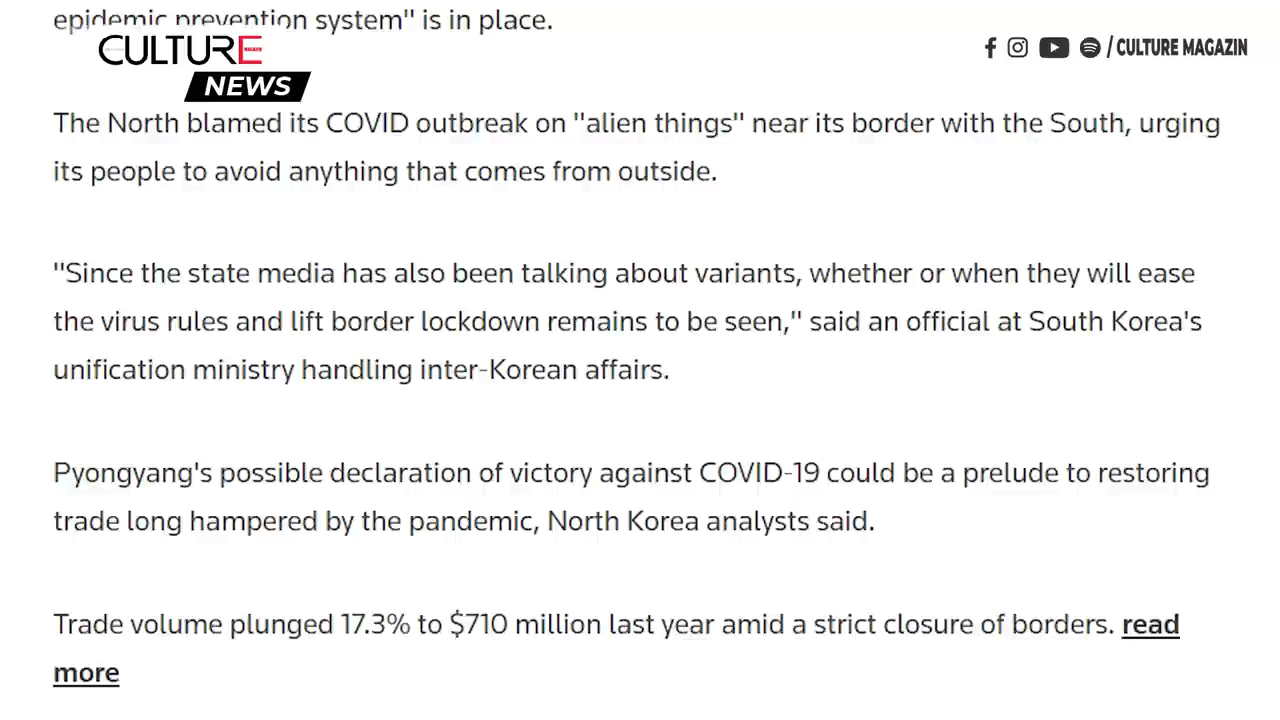 epidemic prevention system" is in place.
CULTURE
NEWS
/ CULTURE MAGAZIN
The North blamed its COVID outbreak on "alien things" near its border with the South, urging
its people to avoid anything that comes from outside.
"Since the state media has also been talking about variants, whether or when they will ease
the virus rules and lift border lockdown remains to be seen," said an official at South Korea's
unification ministry handling inter-Korean affairs.
Pyongyang's possible declaration of victory against COVID-19 could be a prelude to restoring
trade long hampered by the pandemic, North Korea analysts said.
Trade volume plunged 17.3% to $710 million last year amid a strict closure of borders. read
more